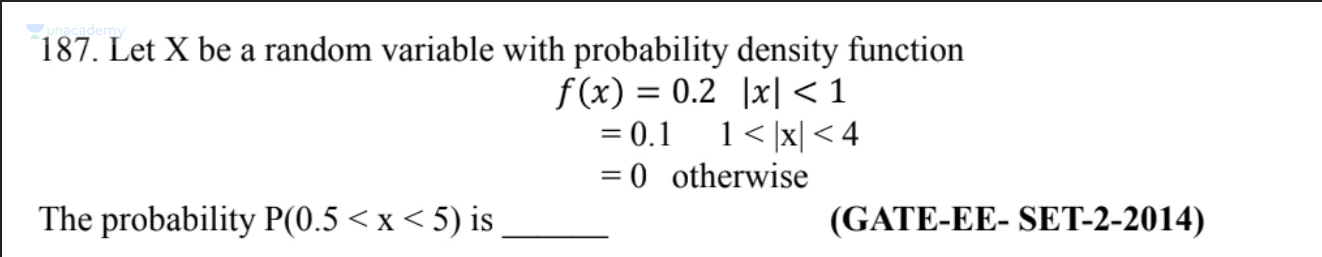 unacademy
187. Let X be a random variable with probability density function
f(x) = 0.2 |x| < 1
= 0.1 1 < |x| < 4
= 0 otherwise
The probability P(0.5 < x < 5) is ______ (GATE-EE- SET-2-2014)